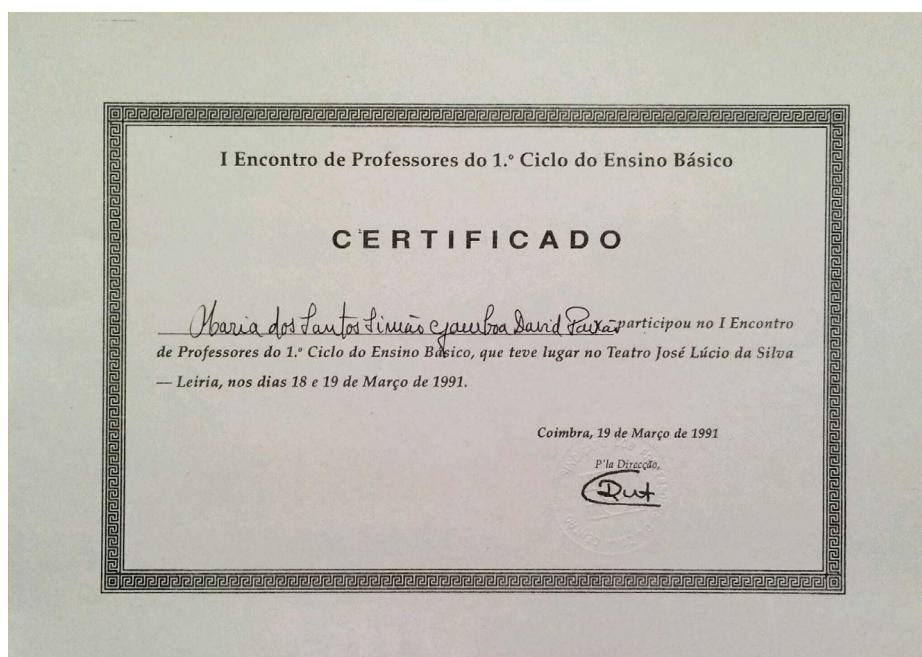 I Encontro de Professores do 1.º Ciclo do Ensino Básico
CERTIFICADO
Maria dos Santos Simão Gamboa David Paixão participou no I Encontro
de Professores do 1.º Ciclo do Ensino Básico, que teve lugar no Teatro José Lúcio da Silva
— Leiria, nos dias 18 e 19 de Março de 1991.
Coimbra, 19 de Março de 1991
P'la Direcção,